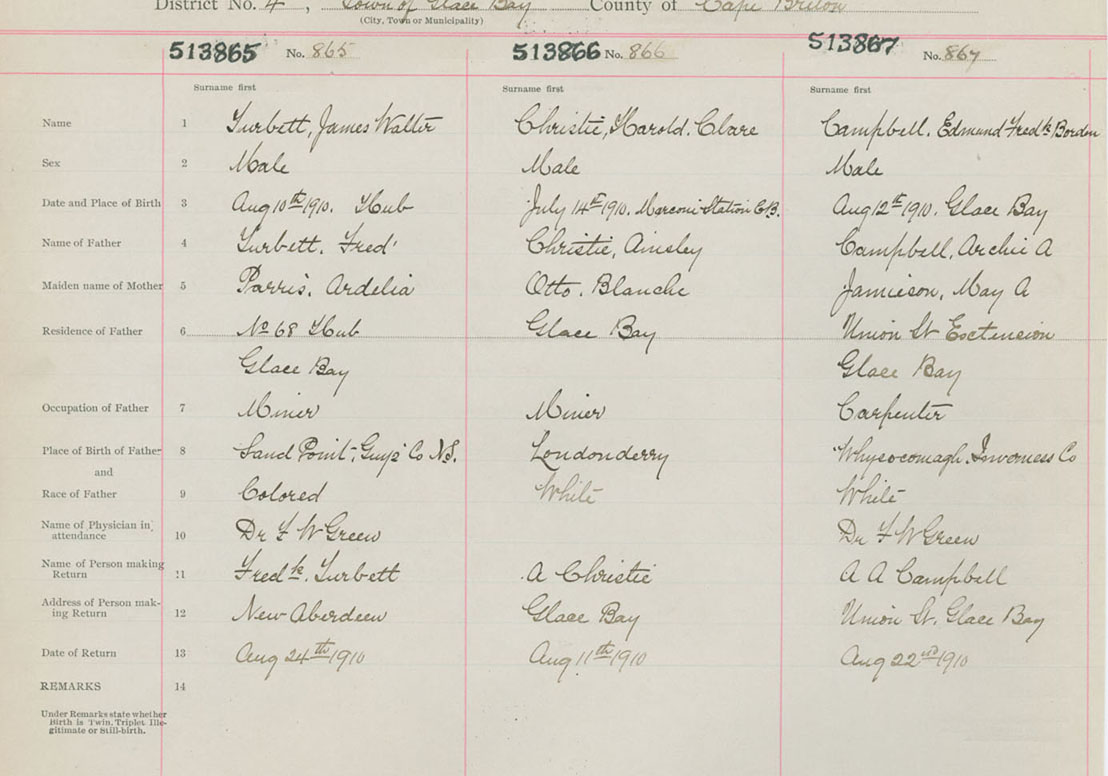 District No. 4, Town of Glace Bay County of Cape Breton
(City, Town or Municipality)
513865 No. 865 513866 No. 866 513867 No. 867
Surname first Surname first Surname first
Name 1 Turbett, James Walter Christie, Harold. Clare Campbell, Edmund Fredk Borden
Sex 2 Male Male Male
Date and Place of Birth 3 Aug 10th 1910. Hub July 14t 1910. Marconi Station C.B. Aug 12t 1910. Glace Bay
Name of Father 4 Turbett. Fred' Christie, Ainsley Campbell, Archie A
Maiden name of Mother 5 Parris, Ardelia Otto. Blanche Jamieson, May A
Residence of Father 6 No 68 Hub Glace Bay Union St Exctencion
Glace Bay Glace Bay
Occupation of Father 7 Miner Miner Carpenter
Place of Birth of Father 8 Sand Point, Guys Co N.S. Londonderry Whycocomagh. Inverness Co
and
Race of Father 9 Colored White White
Name of Physician in attendance 10 Dr F W Green Dr F W Green
Name of Person making Return 11 Fredk. Turbett A Christie A A Campbell
Address of Person mak-ing Return 12 New Aberdeen Glace Bay Union St. Glace Bay
Date of Return 13 Aug 24th 1910 Aug 11th 1910 Aug 22nd 1910
REMARKS 14
Under Remarks state whether
Birth is Twin, Triplet Ille-
gitimate or Still-birth.